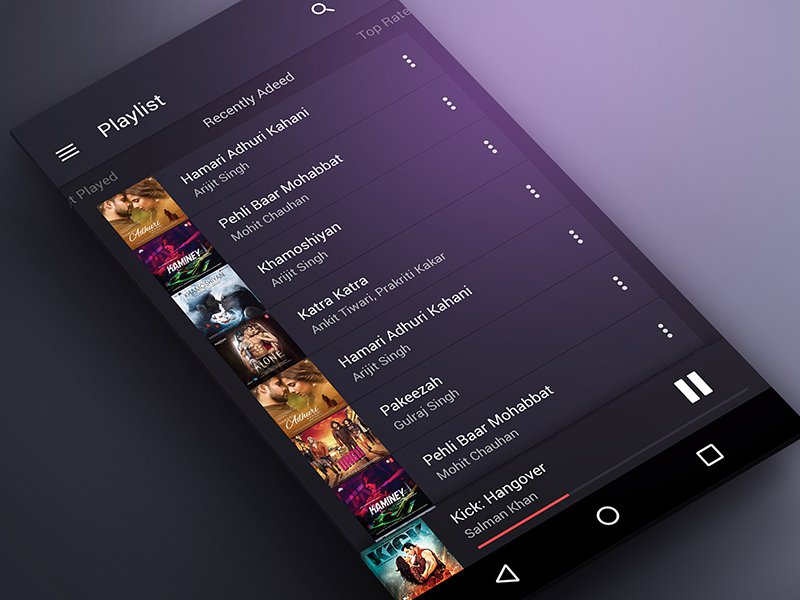 Playlist
t Played
Recently Adeed
Top Rate
Hamari Adhuri Kahani
Arijit Singh
Pehli Baar Mohabbat
Mohit Chauhan
Khamoshiyan
Arijit Singh
Katra Katra
Ankit Tiwari, Prakriti Kakar
Hamari Adhuri Kahani
Arijit Singh
Pakeezah
Gulraj Singh
Pehli Baar Mohabbat
Mohit Chauhan
Kick: Hangover
Salman Khan
Adhuri
KAMINEY
KHAMOSHIYAN
ALONE
Adhuri
KAMINEY
KICK